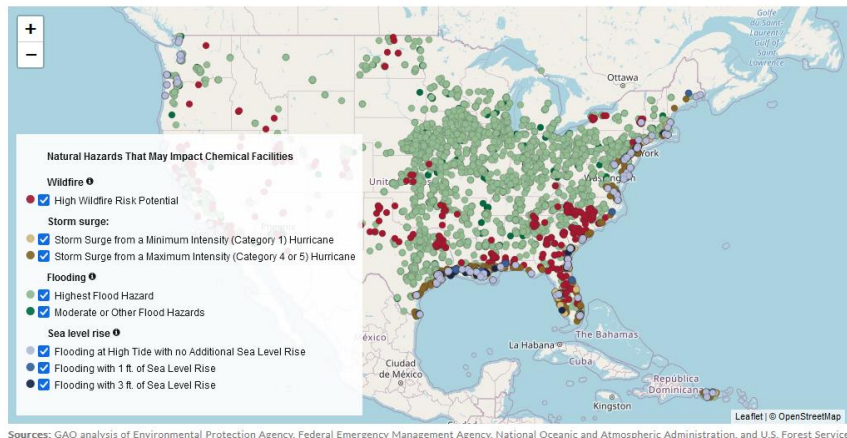 +
−
Golfe
du Saint-
Laurent /
Gulf of
Saint-
Lawrence
Ottawa
York
Washington
United States
Natural Hazards That May Impact Chemical Facilities
Wildfire
High Wildfire Risk Potential
Storm surge:
Storm Surge from a Minimum Intensity (Category 1) Hurricane
Storm Surge from a Maximum Intensity (Category 4 or 5) Hurricane
Flooding
Highest Flood Hazard
Moderate or Other Flood Hazards
Sea level rise
Flooding at High Tide with no Additional Sea Level Rise
Flooding with 1 ft. of Sea Level Rise
Flooding with 3 ft. of Sea Level Rise
The Bahamas
La Habana
Cuba
México
Ciudad
de México
República
Dominicana
Kingston
Leaflet | © OpenStreetMap
Sources: GAO analysis of Environmental Protection Agency, Federal Emergency Management Agency, National Oceanic and Atmospheric Administration, and U.S. Forest Service